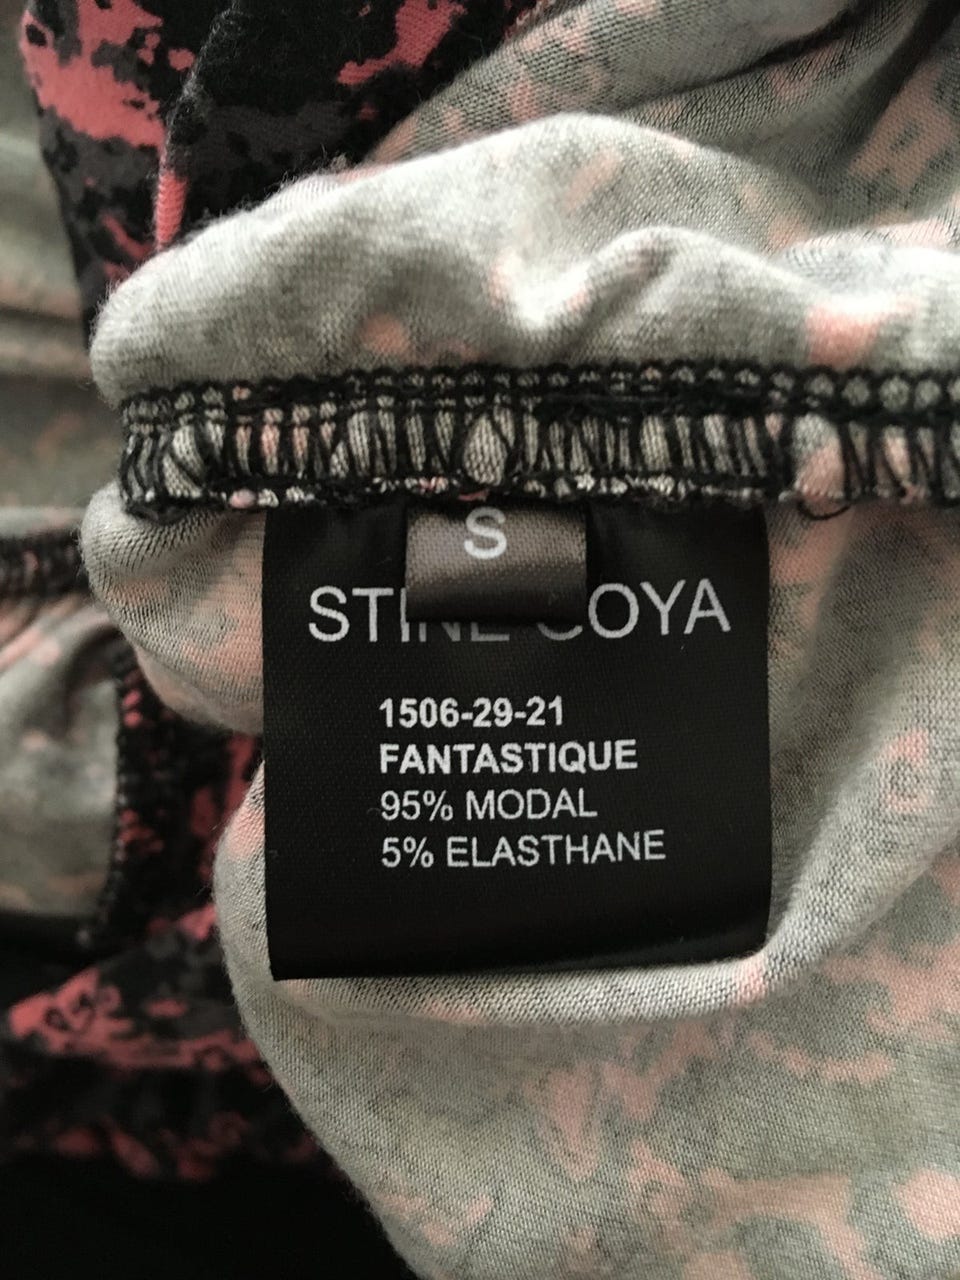 S
STINE GOYA
1506-29-21
FANTASTIQUE
95% MODAL
5% ELASTHANE